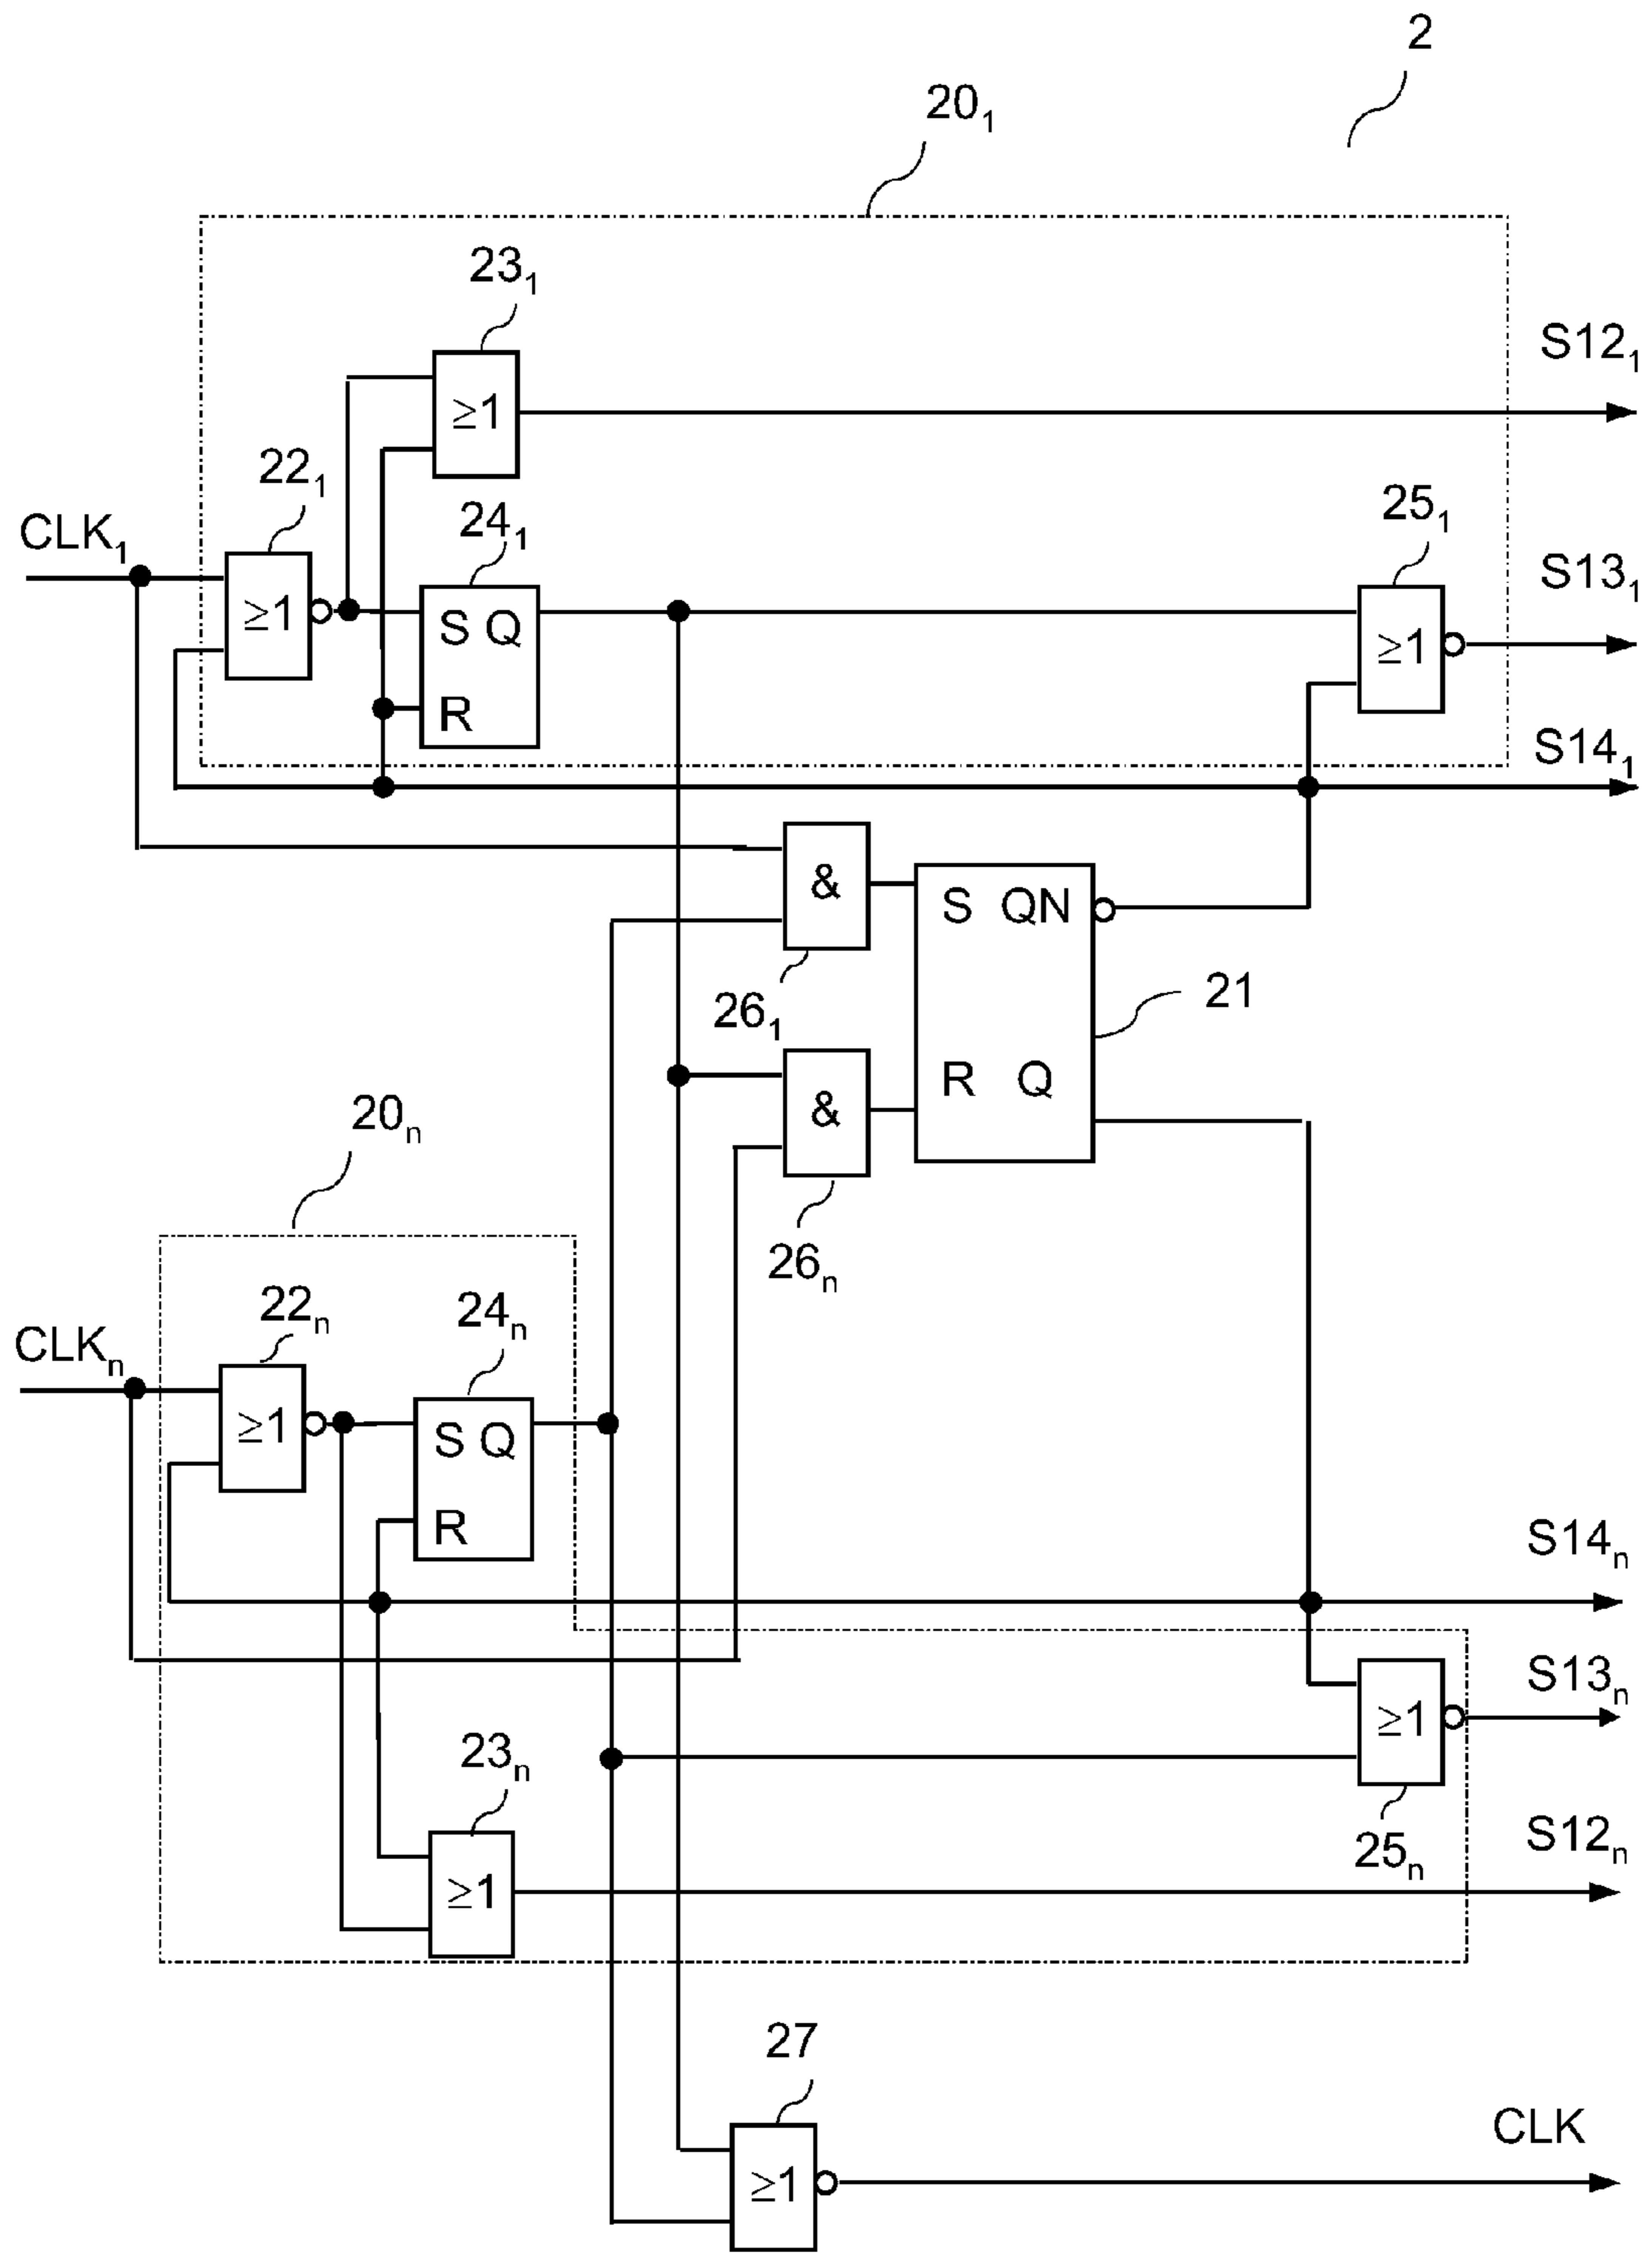 2
20₁
23₁
S12₁
≥1
22₁
24₁
25₁
CLK₁
S13₁
≥1
S Q
≥1
R
S14₁
&
S QN
26₁
21
&
R Q
20ₙ
26ₙ
22ₙ
24ₙ
CLKₙ
≥1
S Q
R
S14ₙ
S13ₙ
≥1
23ₙ
25ₙ
S12ₙ
≥1
27
CLK
≥1